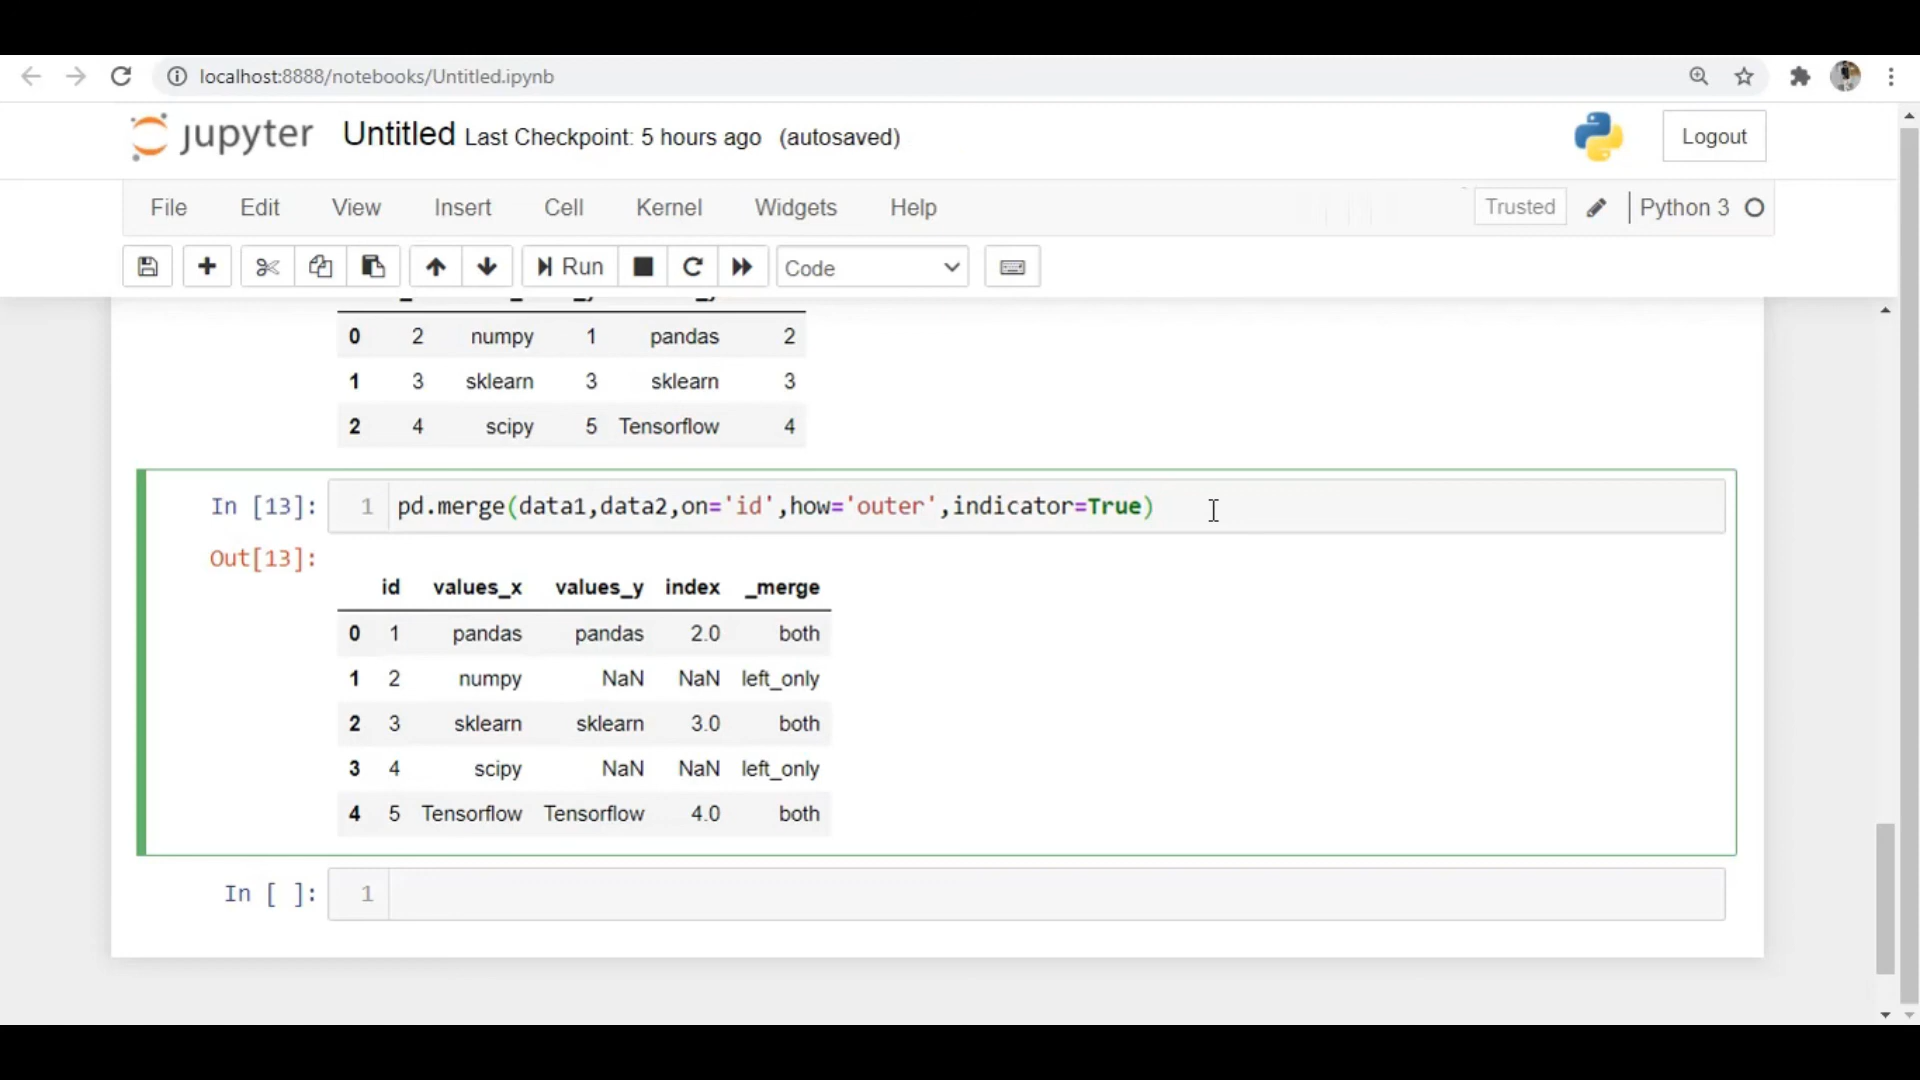 localhost:8888/notebooks/Untitled.ipynb
jupyter Untitled Last Checkpoint: 5 hours ago (autosaved) Logout
File Edit View Insert Cell Kernel Widgets Help Trusted Python 3
Run Code
0 2 numpy 1 pandas 2
1 3 sklearn 3 sklearn 3
2 4 scipy 5 Tensorflow 4
In [13]: 1 pd.merge(data1,data2,on='id',how='outer',indicator=True)
Out[13]:
id values_x values_y index _merge
0 1 pandas pandas 2.0 both
1 2 numpy NaN NaN left_only
2 3 sklearn sklearn 3.0 both
3 4 scipy NaN NaN left_only
4 5 Tensorflow Tensorflow 4.0 both
In [ ]: 1